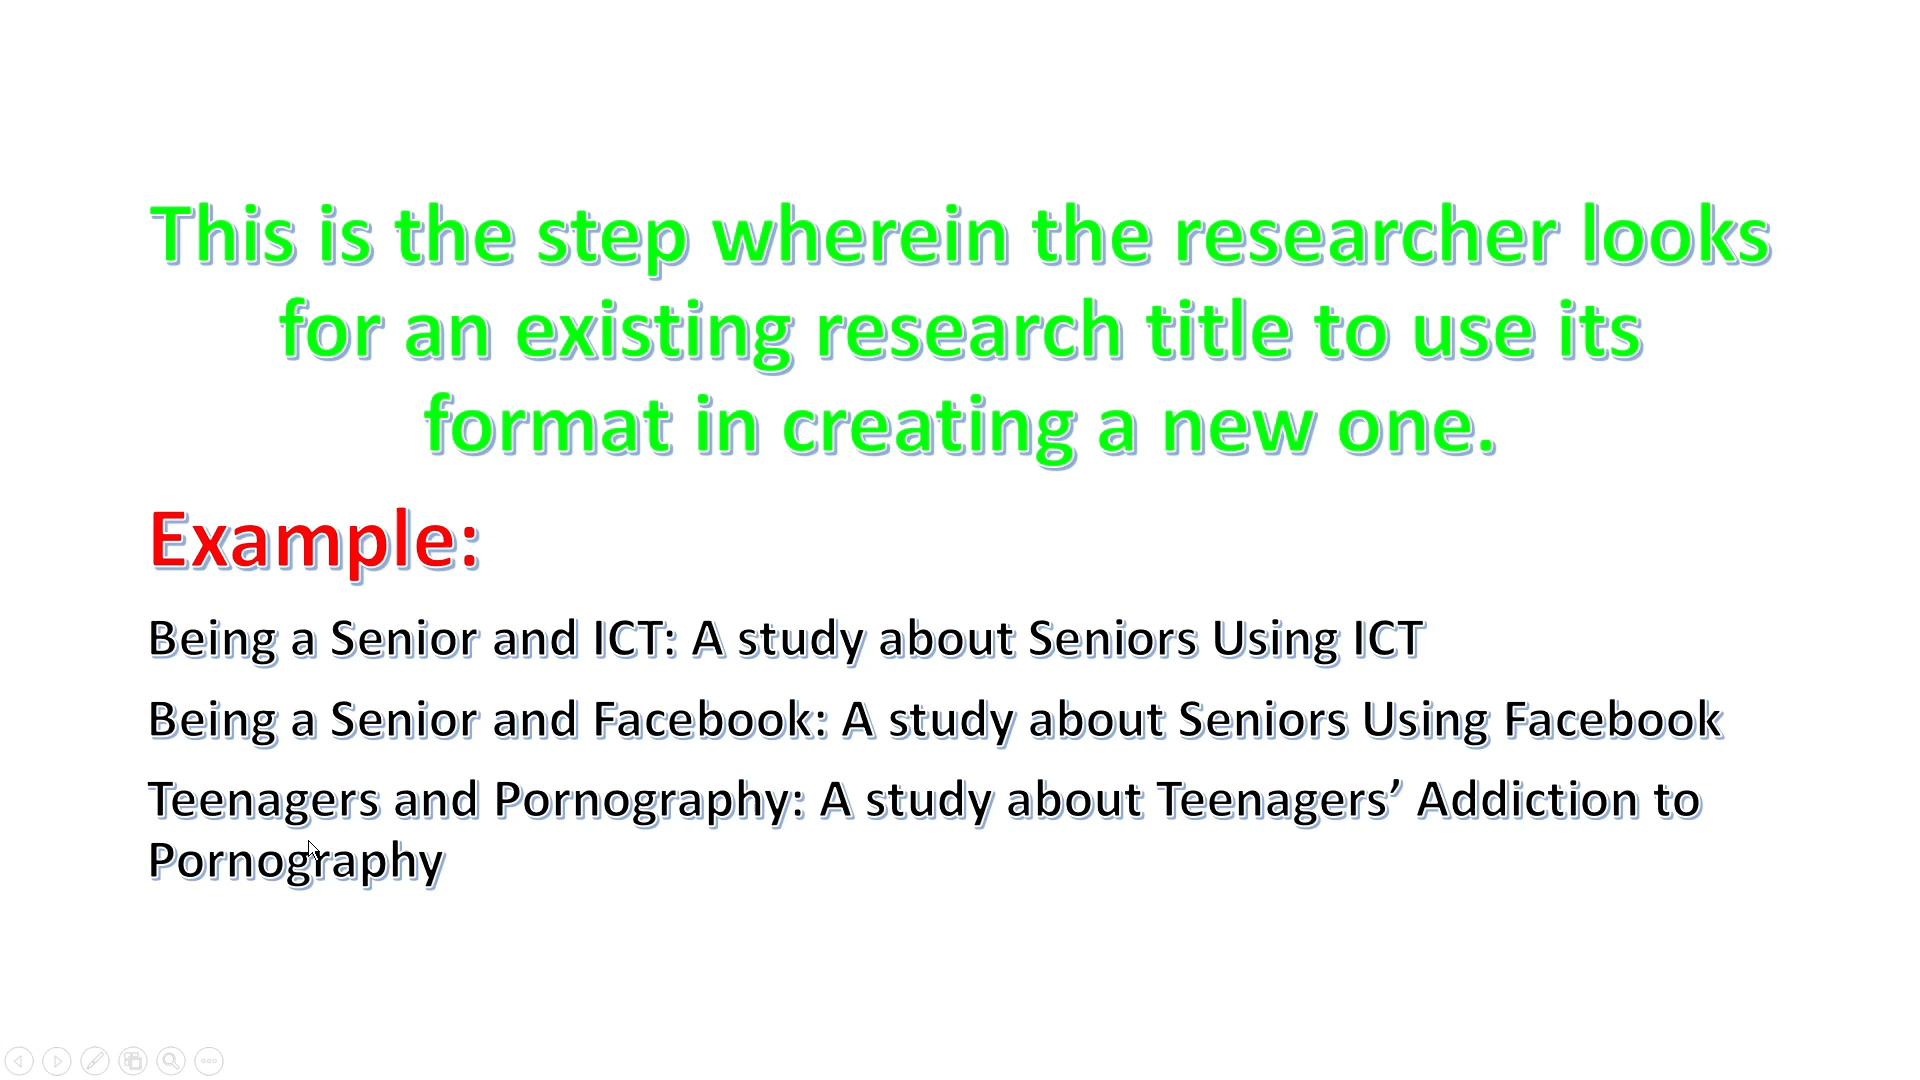 This is the step wherein the researcher looks
for an existing research title to use its
format in creating a new one.
Example:
Being a Senior and ICT: A study about Seniors Using ICT
Being a Senior and Facebook: A study about Seniors Using Facebook
Teenagers and Pornography: A study about Teenagers’ Addiction to
Pornography